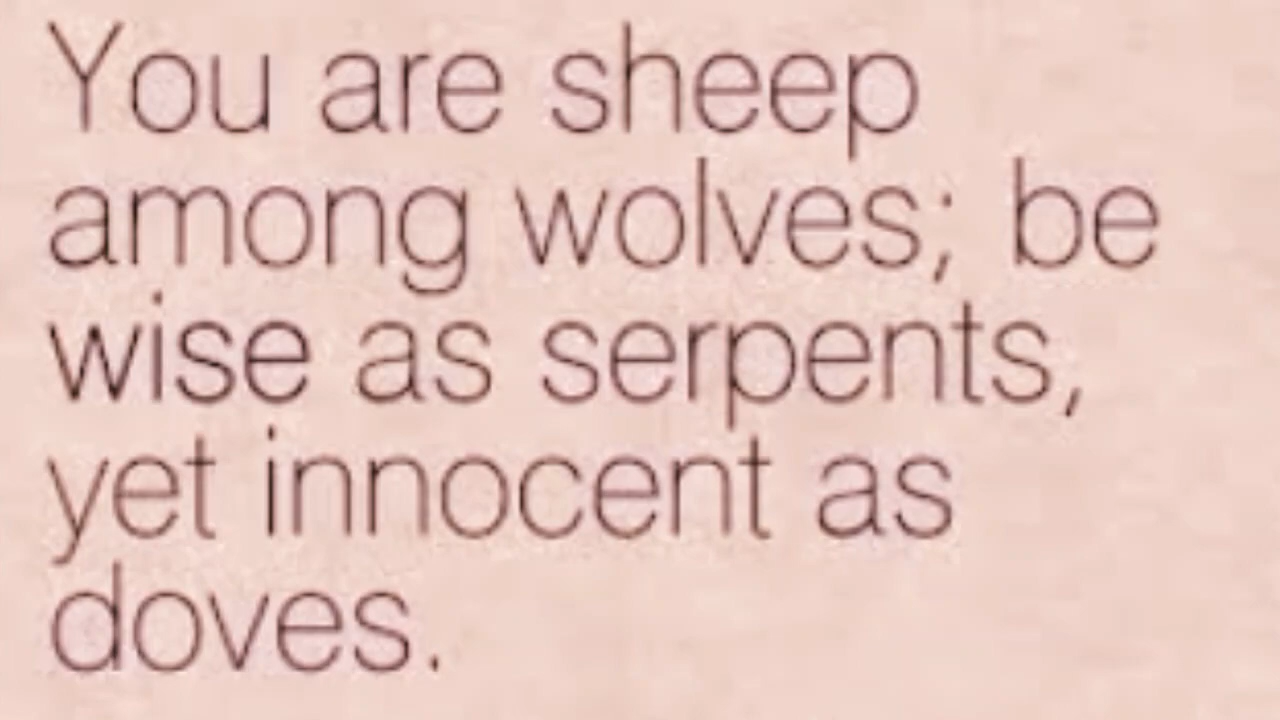 You are sheep
among wolves; be
wise as serpents,
yet innocent as
doves.